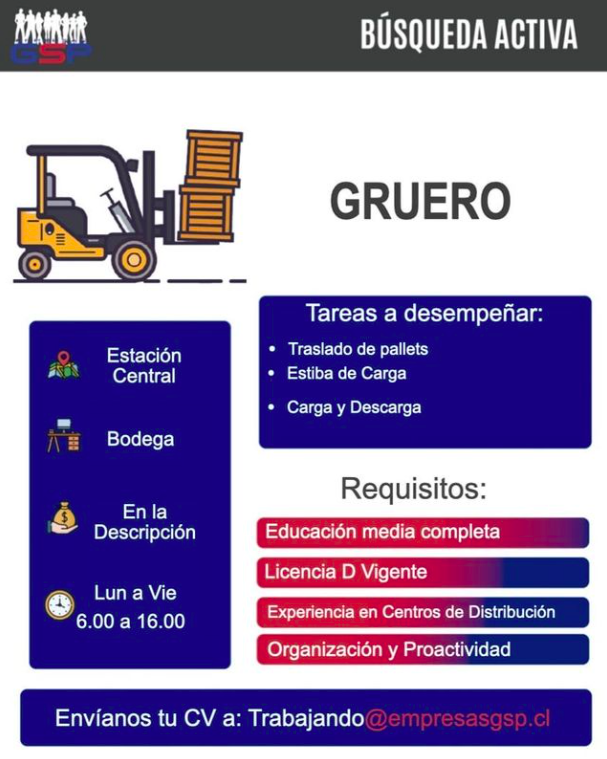 GSP
BÚSQUEDA ACTIVA
GRUERO
Estación
Central
Bodega
En la
Descripción
Lun a Vie
6.00 a 16.00
Tareas a desempeñar:
• Traslado de pallets
• Estiba de Carga
• Carga y Descarga
Requisitos:
Educación media completa
Licencia D Vigente
Experiencia en Centros de Distribución
Organización y Proactividad
Envíanos tu CV a: Trabajando@empresasgsp.cl